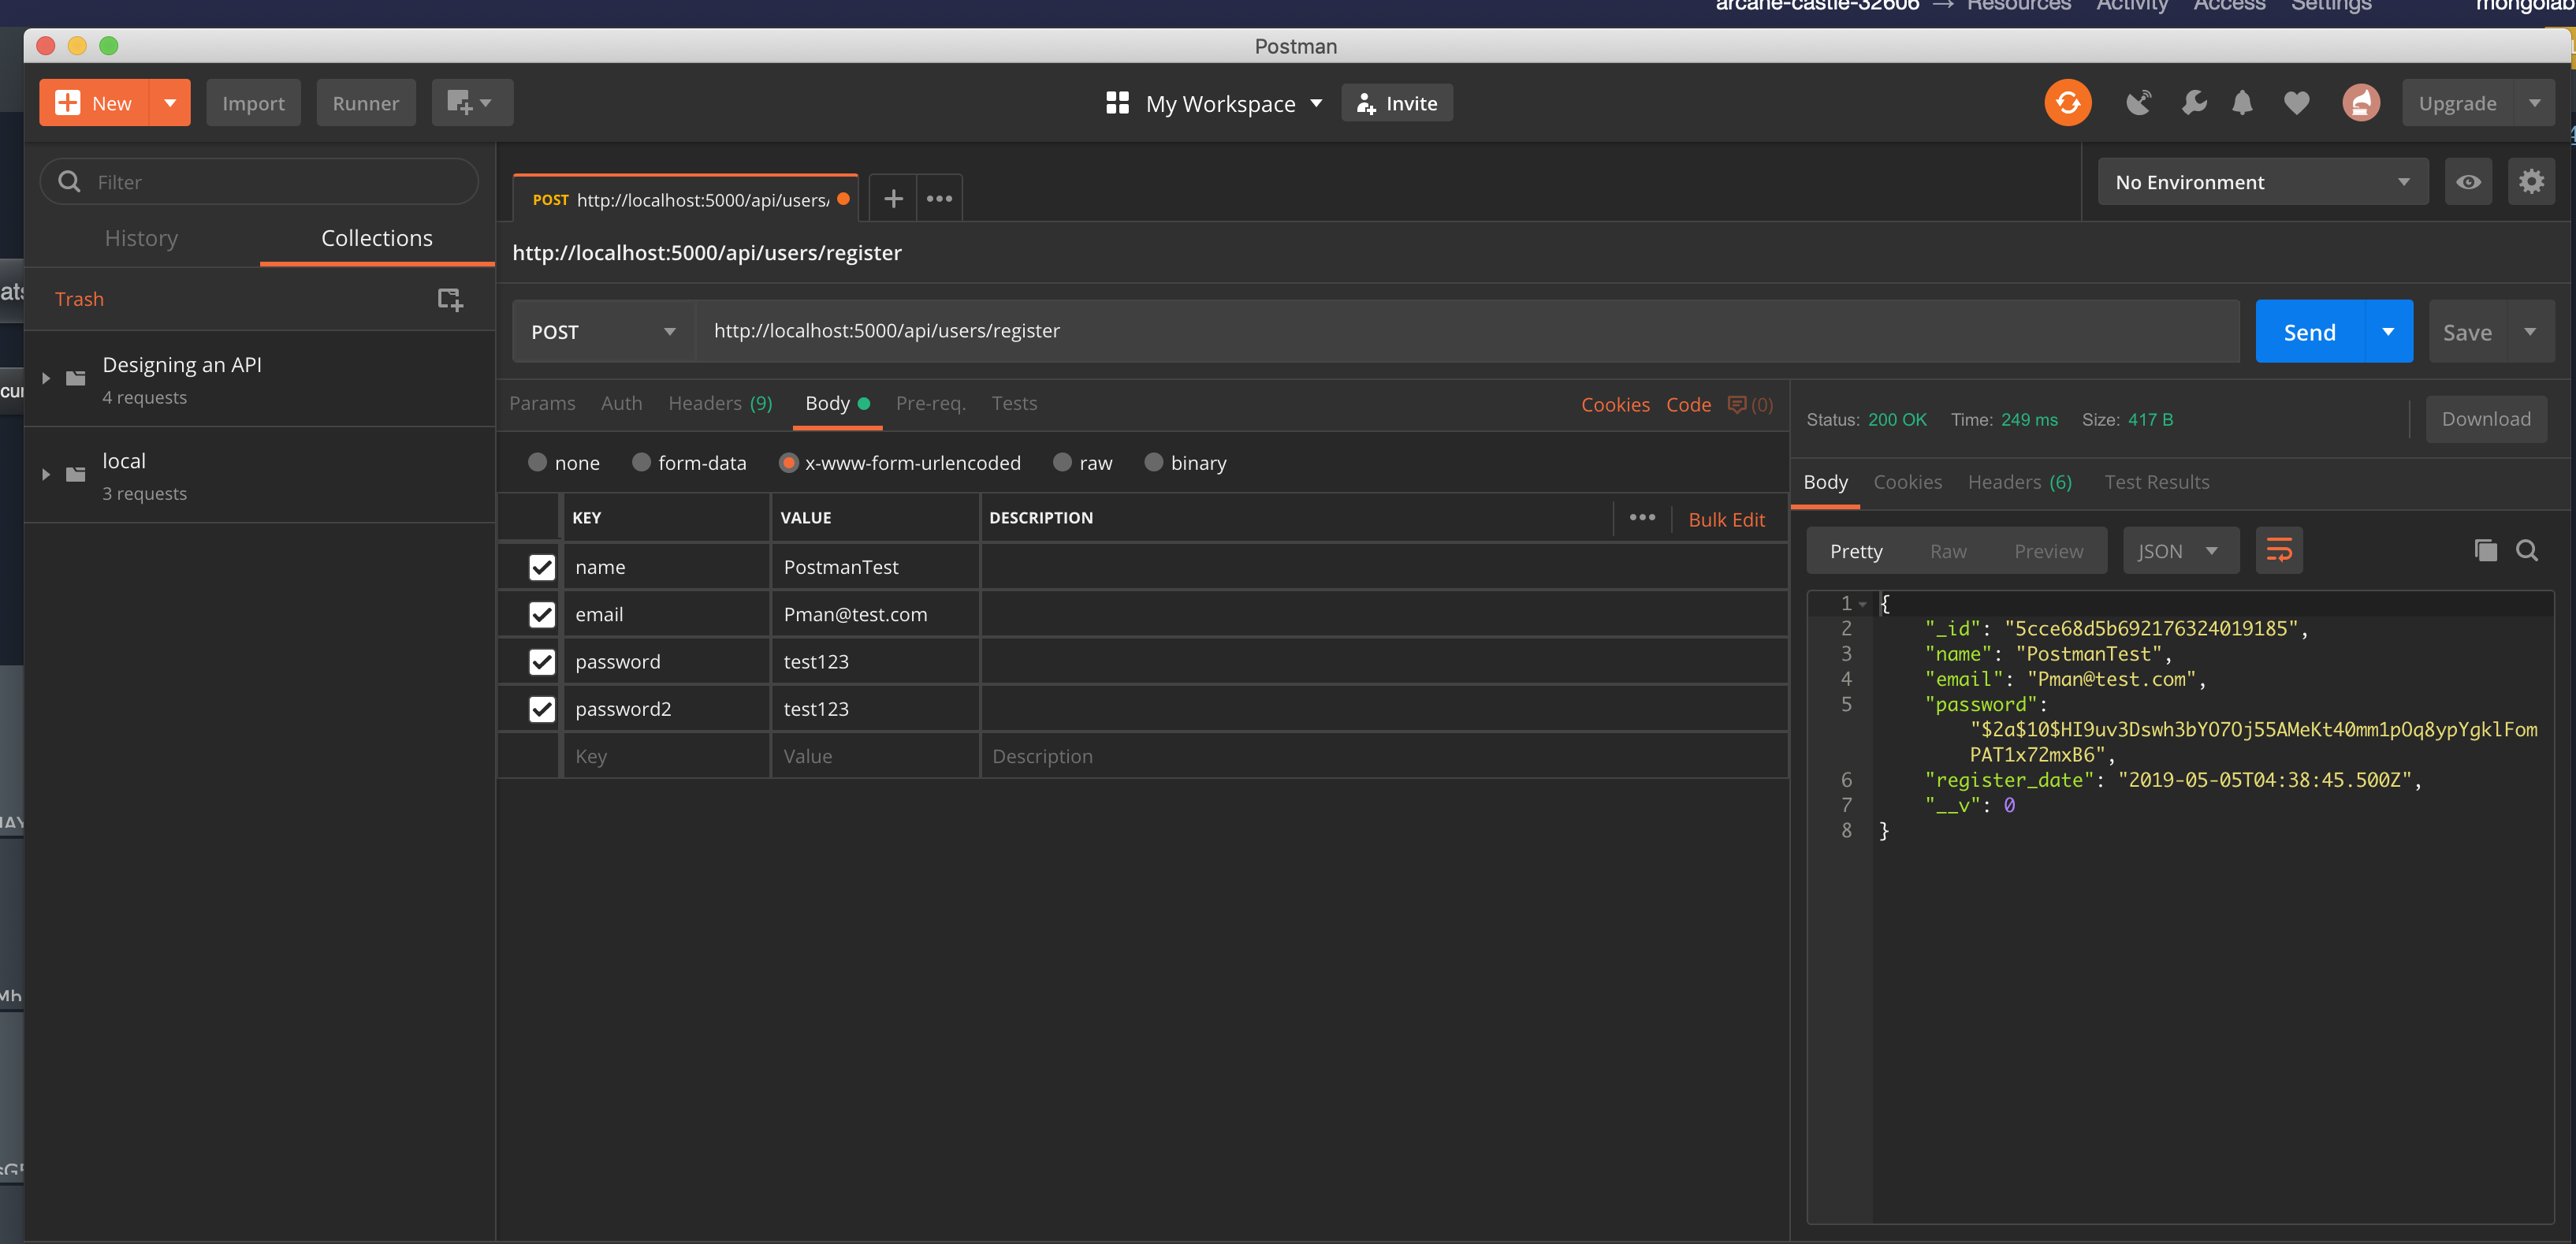 arcane-castle-32606 → Resources Activity Access Settings mongolab
Postman
New Import Runner My Workspace Invite Upgrade
Filter
History Collections
Trash
Designing an API
4 requests
local
3 requests
POST http://localhost:5000/api/users/
No Environment
http://localhost:5000/api/users/register
POST http://localhost:5000/api/users/register Send Save
Params Auth Headers (9) Body Pre-req. Tests Cookies Code (0)
none form-data x-www-form-urlencoded raw binary
KEY VALUE DESCRIPTION Bulk Edit
name PostmanTest
email Pman@test.com
password test123
password2 test123
Key Value Description
Status: 200 OK Time: 249 ms Size: 417 B Download
Body Cookies Headers (6) Test Results
Pretty Raw Preview JSON
1 {
2 "_id": "5cce68d5b692176324019185",
3 "name": "PostmanTest",
4 "email": "Pman@test.com",
5 "password":
"$2a$10$HI9uv3Dswh3bYO7Oj55AMeKt40mm1pOq8ypYgklFom
PAT1x72mxB6",
6 "register_date": "2019-05-05T04:38:45.500Z",
7 "__v": 0
8 }